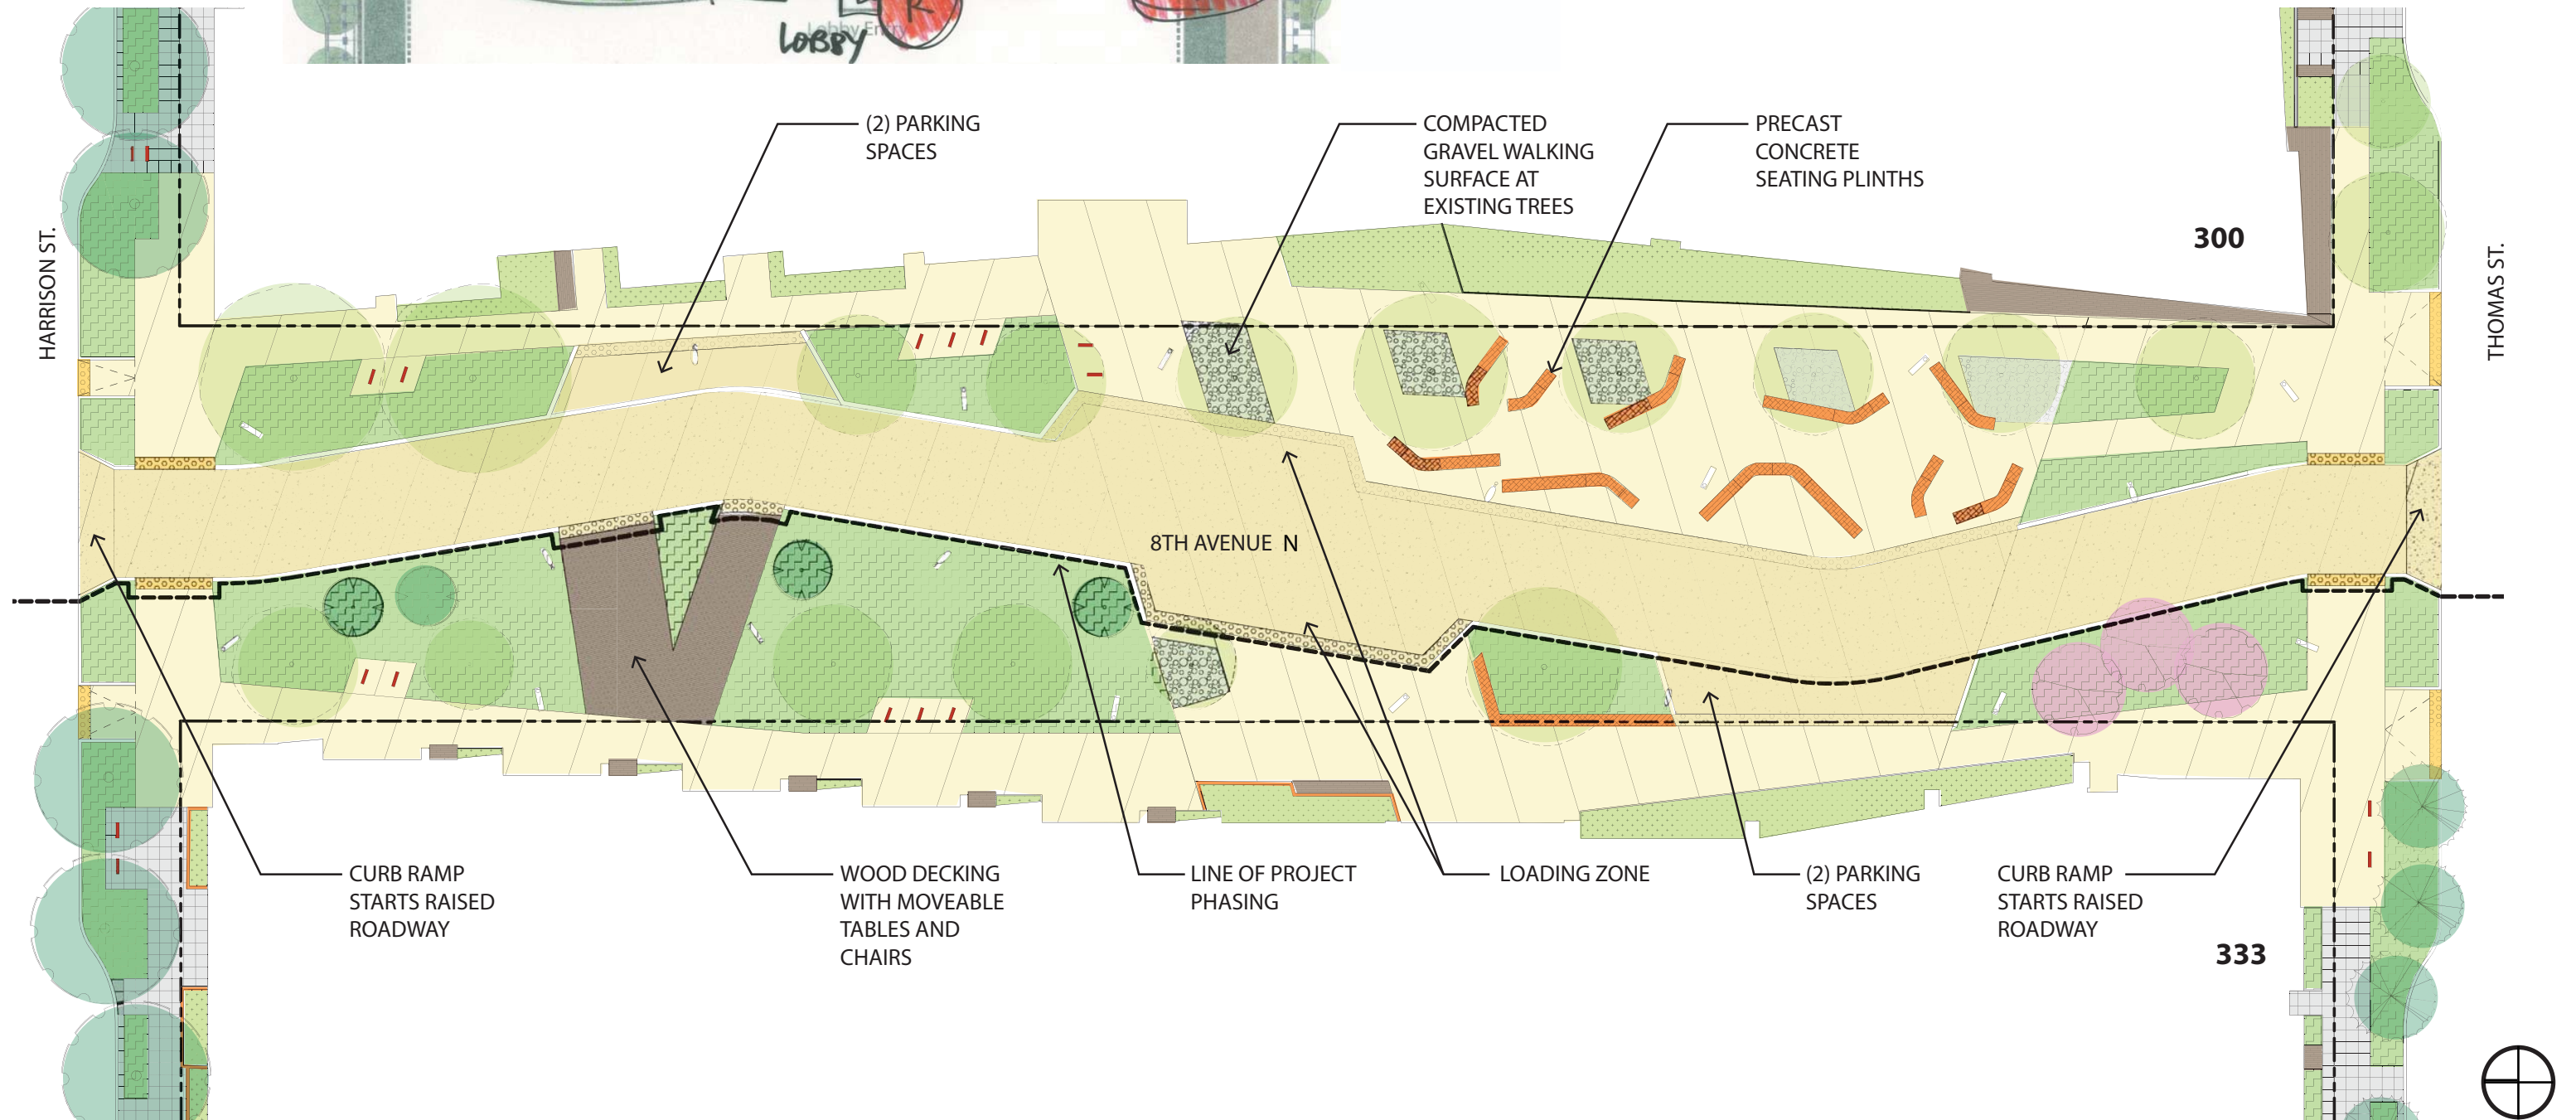 R
Lobby Entry
LOBBY
(2) PARKING
SPACES
COMPACTED
GRAVEL WALKING
SURFACE AT
EXISTING TREES
PRECAST
CONCRETE
SEATING PLINTHS
300
HARRISON ST.
THOMAS ST.
8TH AVENUE N
CURB RAMP
STARTS RAISED
ROADWAY
WOOD DECKING
WITH MOVEABLE
TABLES AND
CHAIRS
LINE OF PROJECT
PHASING
LOADING ZONE
(2) PARKING
SPACES
CURB RAMP
STARTS RAISED
ROADWAY
333